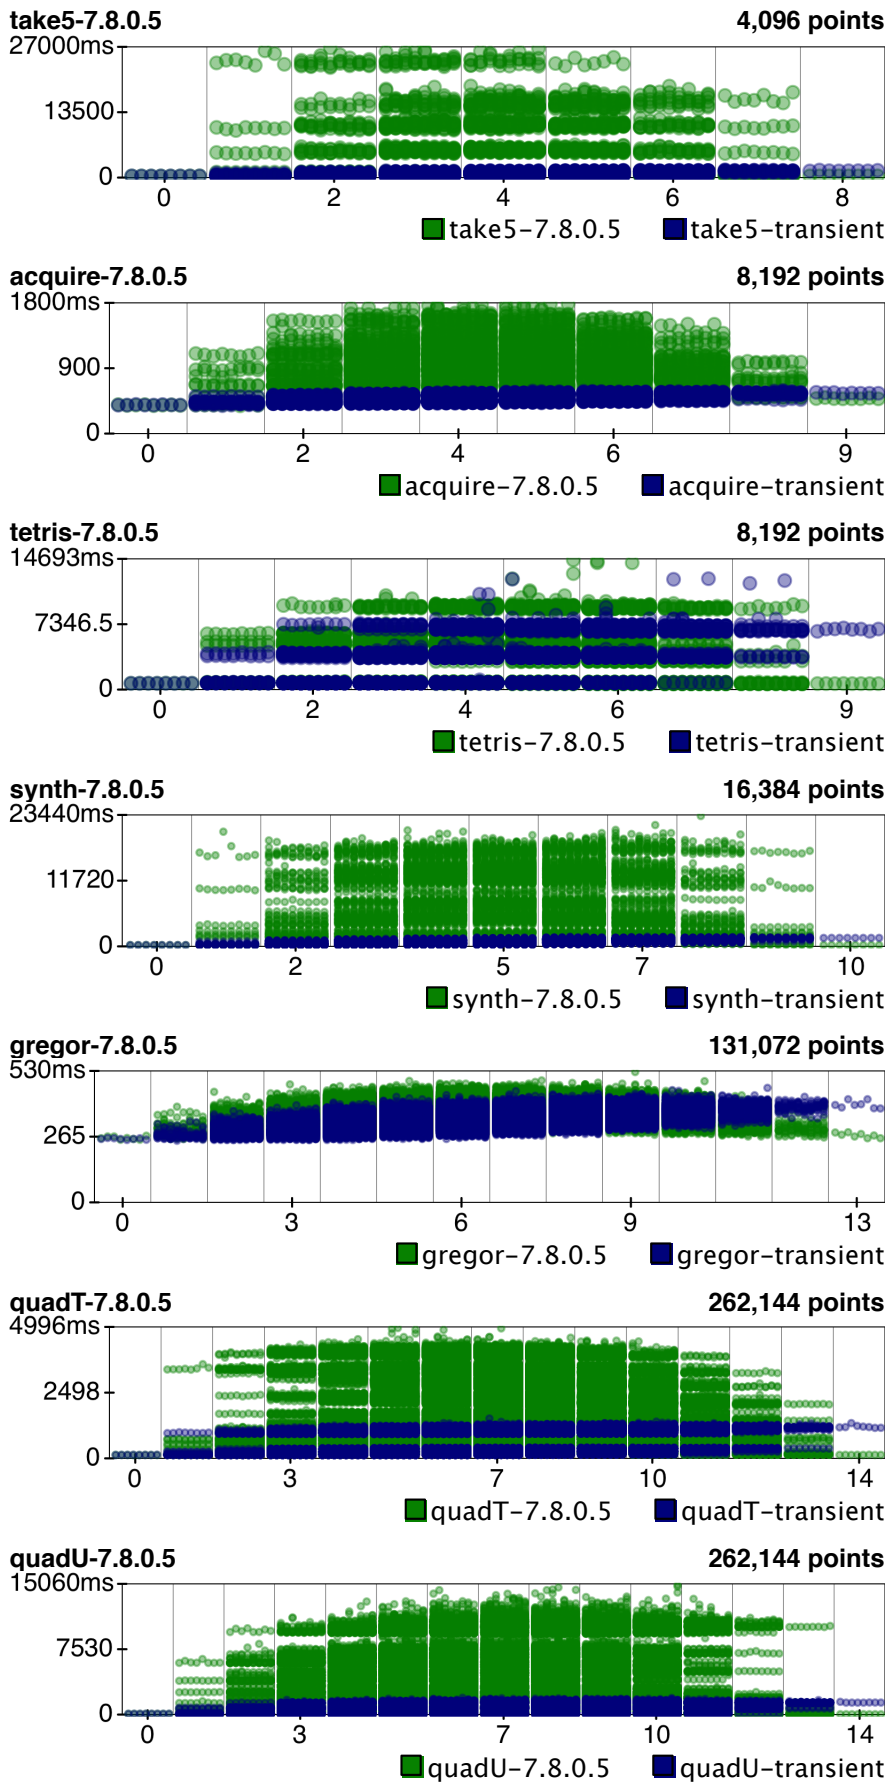 take5-7.8.0.5 4,096 points
27000ms
13500
0
0 2 4 6 8
take5-7.8.0.5 take5-transient
acquire-7.8.0.5 8,192 points
1800ms
900
0
0 2 4 6 9
acquire-7.8.0.5 acquire-transient
tetris-7.8.0.5 8,192 points
14693ms
7346.5
0
0 2 4 6 9
tetris-7.8.0.5 tetris-transient
synth-7.8.0.5 16,384 points
23440ms
11720
0
0 2 5 7 10
synth-7.8.0.5 synth-transient
gregor-7.8.0.5 131,072 points
530ms
265
0
0 3 6 9 13
gregor-7.8.0.5 gregor-transient
quadT-7.8.0.5 262,144 points
4996ms
2498
0
0 3 7 10 14
quadT-7.8.0.5 quadT-transient
quadU-7.8.0.5 262,144 points
15060ms
7530
0
0 3 7 10 14
quadU-7.8.0.5 quadU-transient